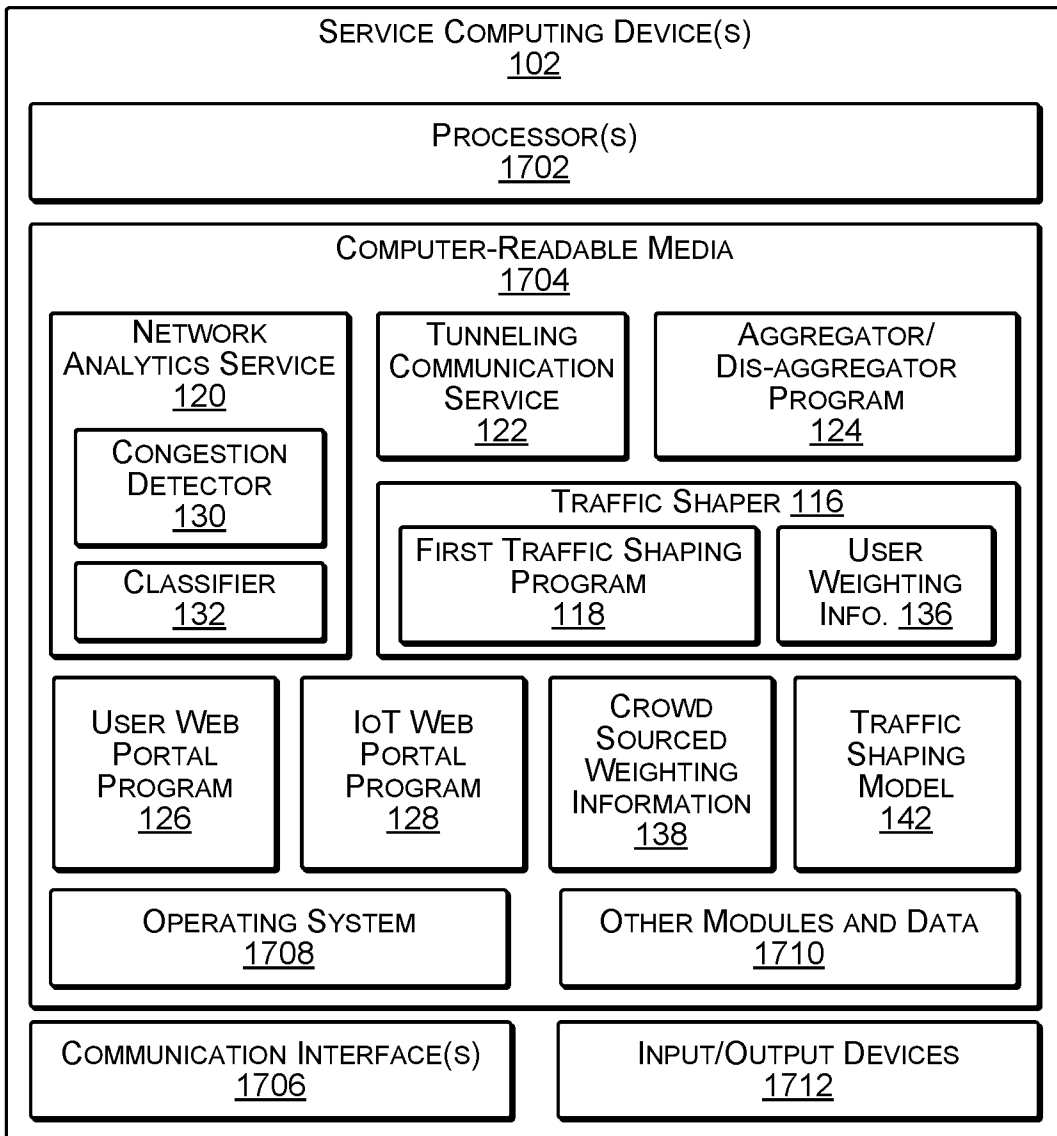 SERVICE COMPUTING DEVICE(S)
102
PROCESSOR(S)
1702
COMPUTER-READABLE MEDIA
1704
NETWORK
ANALYTICS SERVICE
120
CONGESTION
DETECTOR
130
CLASSIFIER
132
TUNNELING
COMMUNICATION
SERVICE
122
AGGREGATOR/
DIS-AGGREGATOR
PROGRAM
124
TRAFFIC SHAPER 116
FIRST TRAFFIC SHAPING
PROGRAM
118
USER
WEIGHTING
INFO. 136
USER WEB
PORTAL
PROGRAM
126
IOT WEB
PORTAL
PROGRAM
128
CROWD
SOURCED
WEIGHTING
INFORMATION
138
TRAFFIC
SHAPING
MODEL
142
OPERATING SYSTEM
1708
OTHER MODULES AND DATA
1710
COMMUNICATION INTERFACE(S)
1706
INPUT/OUTPUT DEVICES
1712